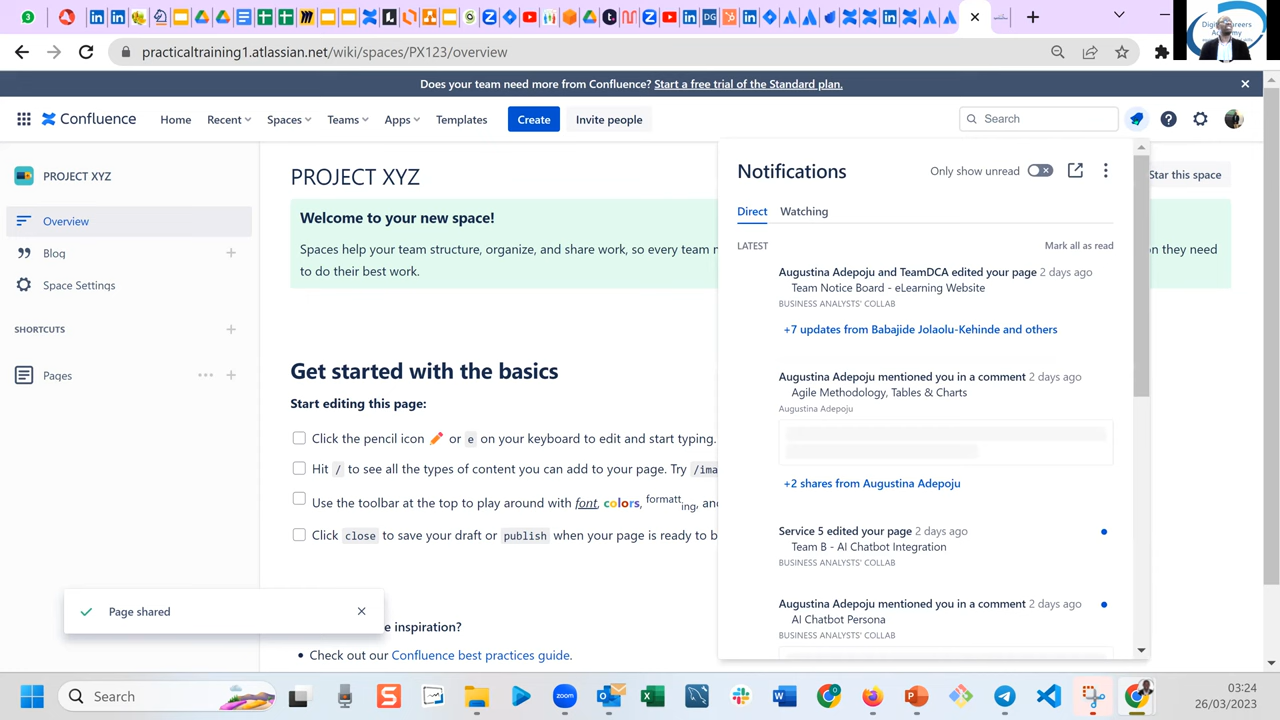 practicaltraining1.atlassian.net/wiki/spaces/PX123/overview
Does your team need more from Confluence? Start a free trial of the Standard plan.
Confluence Home Recent Spaces Teams Apps Templates Create Invite people Search
PROJECT XYZ
Overview
Blog
Space Settings
SHORTCUTS
Pages
PROJECT XYZ
Star this space
Welcome to your new space!
Spaces help your team structure, organize, and share work, so every team
on they need
to do their best work.
Get started with the basics
Start editing this page:
Click the pencil icon or e on your keyboard to edit and start typing.
Hit / to see all the types of content you can add to your page. Try /ima
Use the toolbar at the top to play around with font, colors, formatting, and
Click close to save your draft or publish when your page is ready to b
e inspiration?
• Check out our Confluence best practices guide.
Page shared
Notifications
Only show unread
Direct Watching
LATEST
Mark all as read
Augustina Adepoju and TeamDCA edited your page 2 days ago
Team Notice Board - eLearning Website
BUSINESS ANALYSTS' COLLAB
+7 updates from Babajide Jolaolu-Kehinde and others
Augustina Adepoju mentioned you in a comment 2 days ago
Agile Methodology, Tables & Charts
Augustina Adepoju
+2 shares from Augustina Adepoju
Service 5 edited your page 2 days ago
Team B - AI Chatbot Integration
BUSINESS ANALYSTS' COLLAB
Augustina Adepoju mentioned you in a comment 2 days ago
AI Chatbot Persona
BUSINESS ANALYSTS' COLLAB
Search
zoom
03:24
26/03/2023